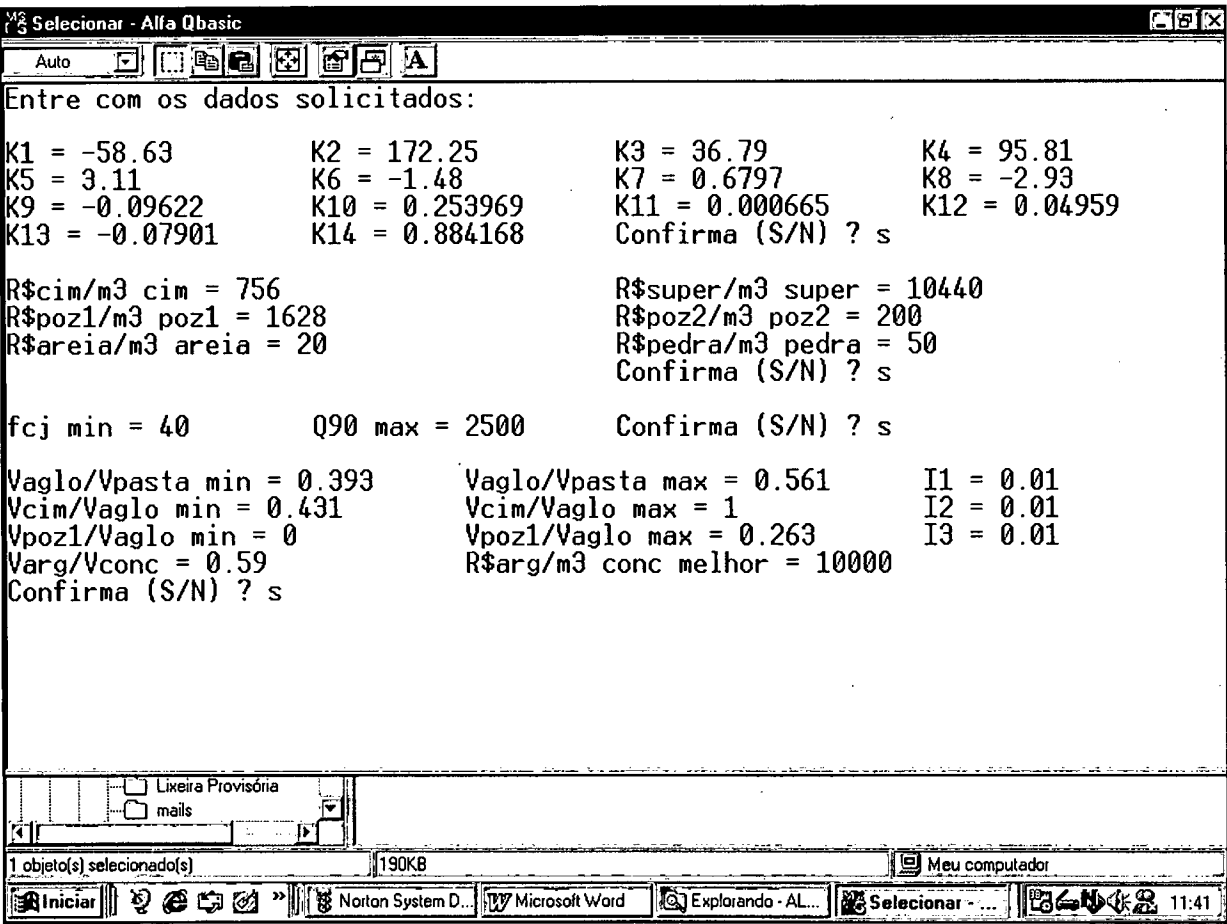 Selecionar - Alfa Qbasic
Auto
Entre com os dados solicitados:
K1 = -58.63 K2 = 172.25 K3 = 36.79 K4 = 95.81
K5 = 3.11 K6 = -1.48 K7 = 0.6797 K8 = -2.93
K9 = -0.09622 K10 = 0.253969 K11 = 0.000665 K12 = 0.04959
K13 = -0.07901 K14 = 0.884168 Confirma (S/N) ? s
R$cim/m3 cim = 756 R$super/m3 super = 10440
R$poz1/m3 poz1 = 1628 R$poz2/m3 poz2 = 200
R$areia/m3 areia = 20 R$pedra/m3 pedra = 50
Confirma (S/N) ? s
fcj min = 40 Q90 max = 2500 Confirma (S/N) ? s
Vaglo/Vpasta min = 0.393 Vaglo/Vpasta max = 0.561 I1 = 0.01
Vcim/Vaglo min = 0.431 Vcim/Vaglo max = 1 I2 = 0.01
Vpoz1/Vaglo min = 0 Vpoz1/Vaglo max = 0.263 I3 = 0.01
Varg/Vconc = 0.59 R$arg/m3 conc melhor = 10000
Confirma (S/N) ? s
Lixeira Provisória
mails
1 objeto(s) selecionado(s) 190KB Meu computador
Iniciar » Norton System D... Microsoft Word Explorando - AL... Selecionar - ... 11:41